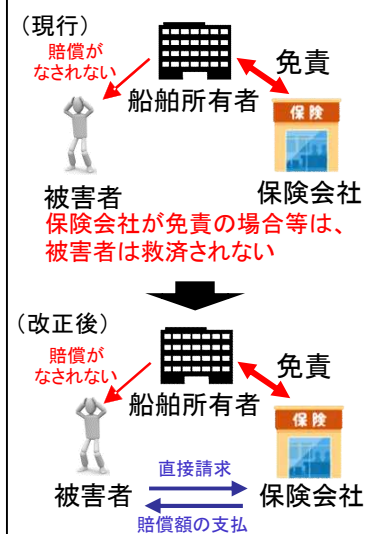 （現行）
賠償が
なされない
免責
船舶所有者
保険
被害者
保険会社
保険会社が免責の場合等は、
被害者は救済されない
（改正後）
賠償が
なされない
免責
船舶所有者
保険
直接請求
被害者
保険会社
賠償額の支払